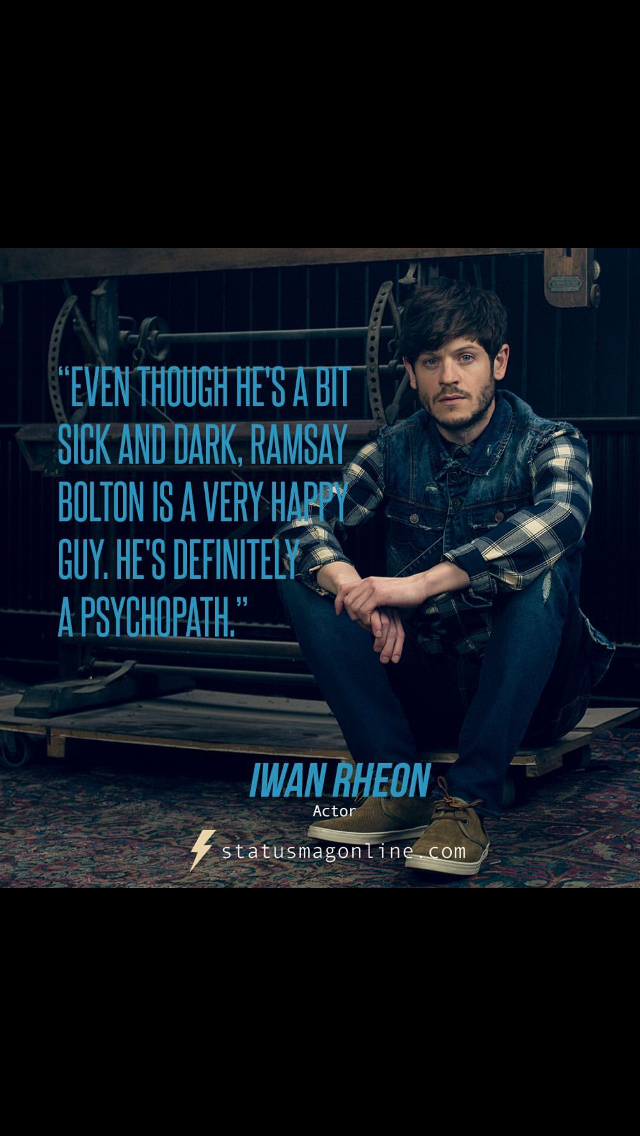 “EVEN THOUGH HE'S A BIT
SICK AND DARK, RAMSAY
BOLTON IS A VERY HAPPY
GUY. HE'S DEFINITELY
A PSYCHOPATH.”
IWAN RHEON
Actor
statusmagonline.com